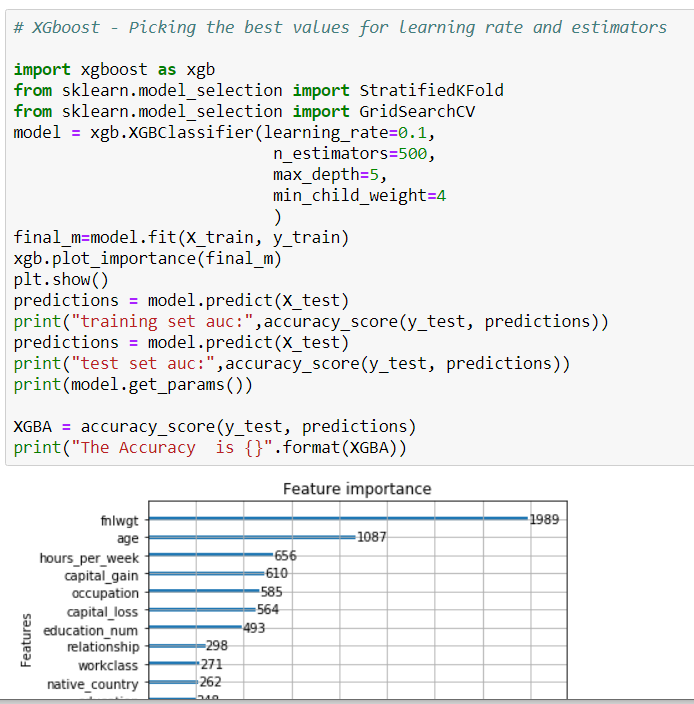 # XGboost - Picking the best values for learning rate and estimators
import xgboost as xgb
from sklearn.model_selection import StratifiedKFold
from sklearn.model_selection import GridSearchCV
model = xgb.XGBClassifier(learning_rate=0.1,
n_estimators=500,
max_depth=5,
min_child_weight=4
)
final_m=model.fit(X_train, y_train)
xgb.plot_importance(final_m)
plt.show()
predictions = model.predict(X_test)
print("training set auc:",accuracy_score(y_test, predictions))
predictions = model.predict(X_test)
print("test set auc:",accuracy_score(y_test, predictions))
print(model.get_params())
XGBA = accuracy_score(y_test, predictions)
print("The Accuracy  is {}".format(XGBA))
Feature importance
Features
fnlwgt 1989
age 1087
hours_per_week 656
capital_gain 610
occupation 585
capital_loss 564
education_num 493
relationship 298
workclass 271
native_country 262